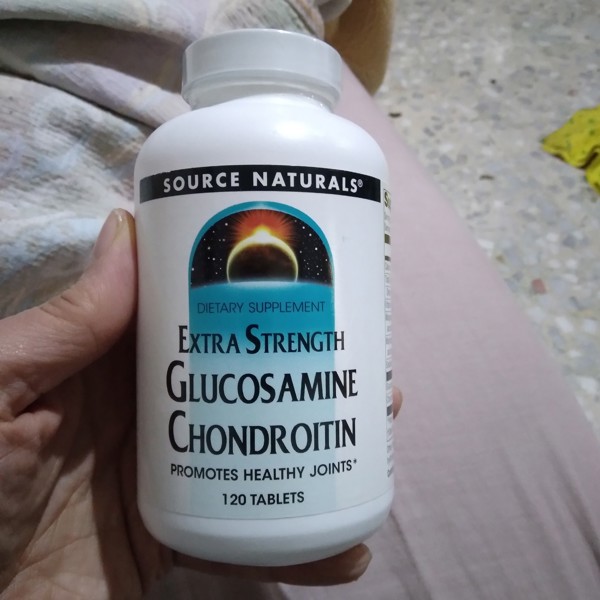 SOURCE NATURALS®
DIETARY SUPPLEMENT
EXTRA STRENGTH
GLUCOSAMINE
CHONDROITIN
PROMOTES HEALTHY JOINTS*
120 TABLETS